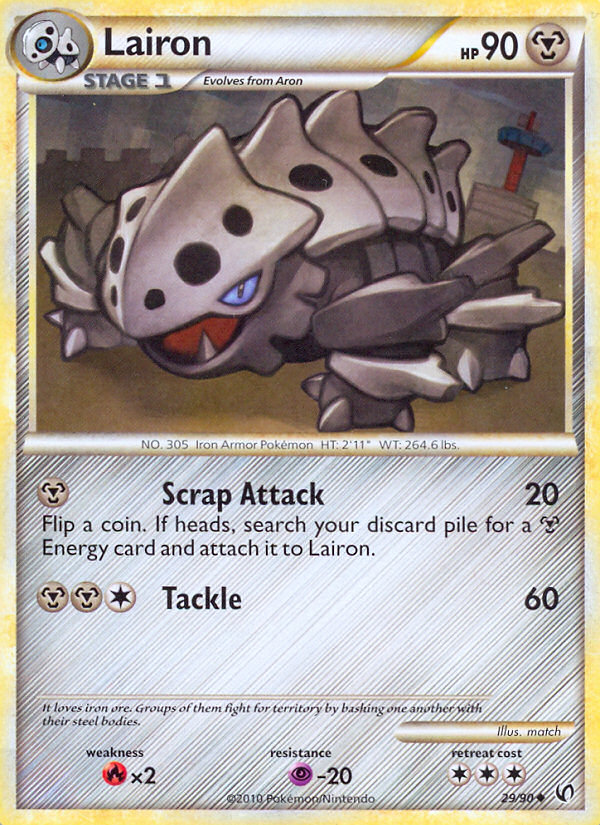 Lairon
HP 90
STAGE 1
Evolves from Aron
NO. 305 Iron Armor Pokémon HT: 2'11" WT: 264.6 lbs.
Scrap Attack 20
Flip a coin. If heads, search your discard pile for a
Energy card and attach it to Lairon.
Tackle 60
It loves iron ore. Groups of them fight for territory by bashing one another with
their steel bodies.
Illus. match
weakness resistance retreat cost
×2 -20
©2010 Pokémon/Nintendo
29/90